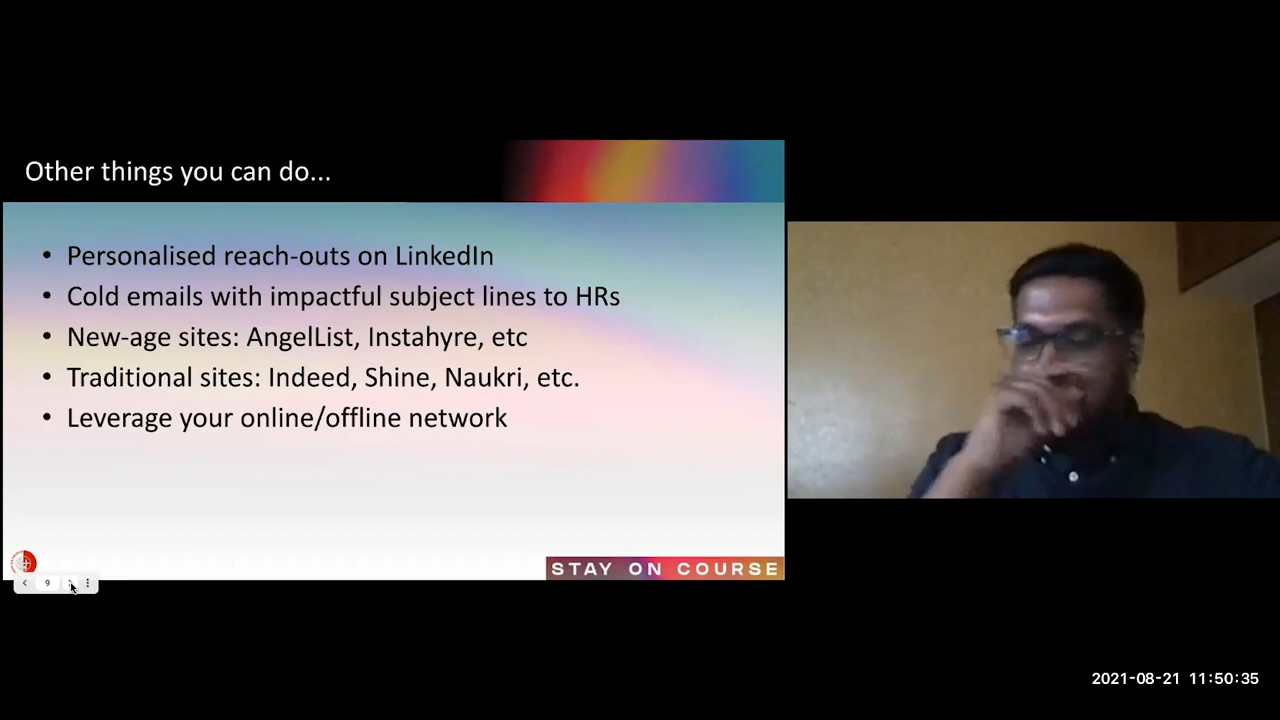 Other things you can do...
• Personalised reach-outs on LinkedIn
• Cold emails with impactful subject lines to HRs
• New-age sites: AngelList, Instahyre, etc
• Traditional sites: Indeed, Shine, Naukri, etc.
• Leverage your online/offline network
STAY ON COURSE
9
2021-08-21 11:50:35